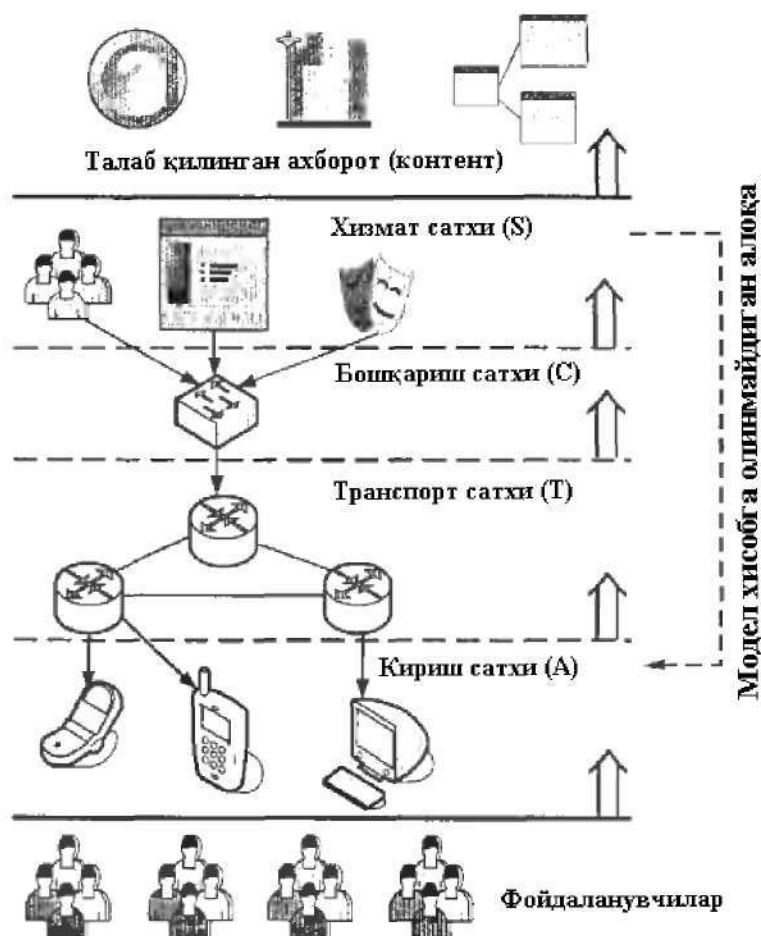 Талаб қилинган ахборот (контент)
Хизмат сатхи (S)
Бошқариш сатхи (C)
Транспорт сатхи (T)
Кириш сатхи (A)
Фойдаланувчилар
Модел хисобга олинмайдиган алоқа